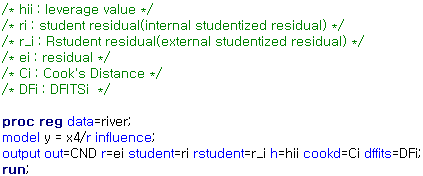 /* hii : leverage value */
/* ri : student residual(internal studentized residual) */
/* r_i : Rstudent residual(external studentized residual) */
/* ei : residual */
/* Ci : Cook's Distance */
/* DFi : DFITSi  */
proc reg data=river;
model y = x4/r influence;
output out=CND r=ei student=ri rstudent=r_i h=hii cookd=Ci dffits=DFi;
run;